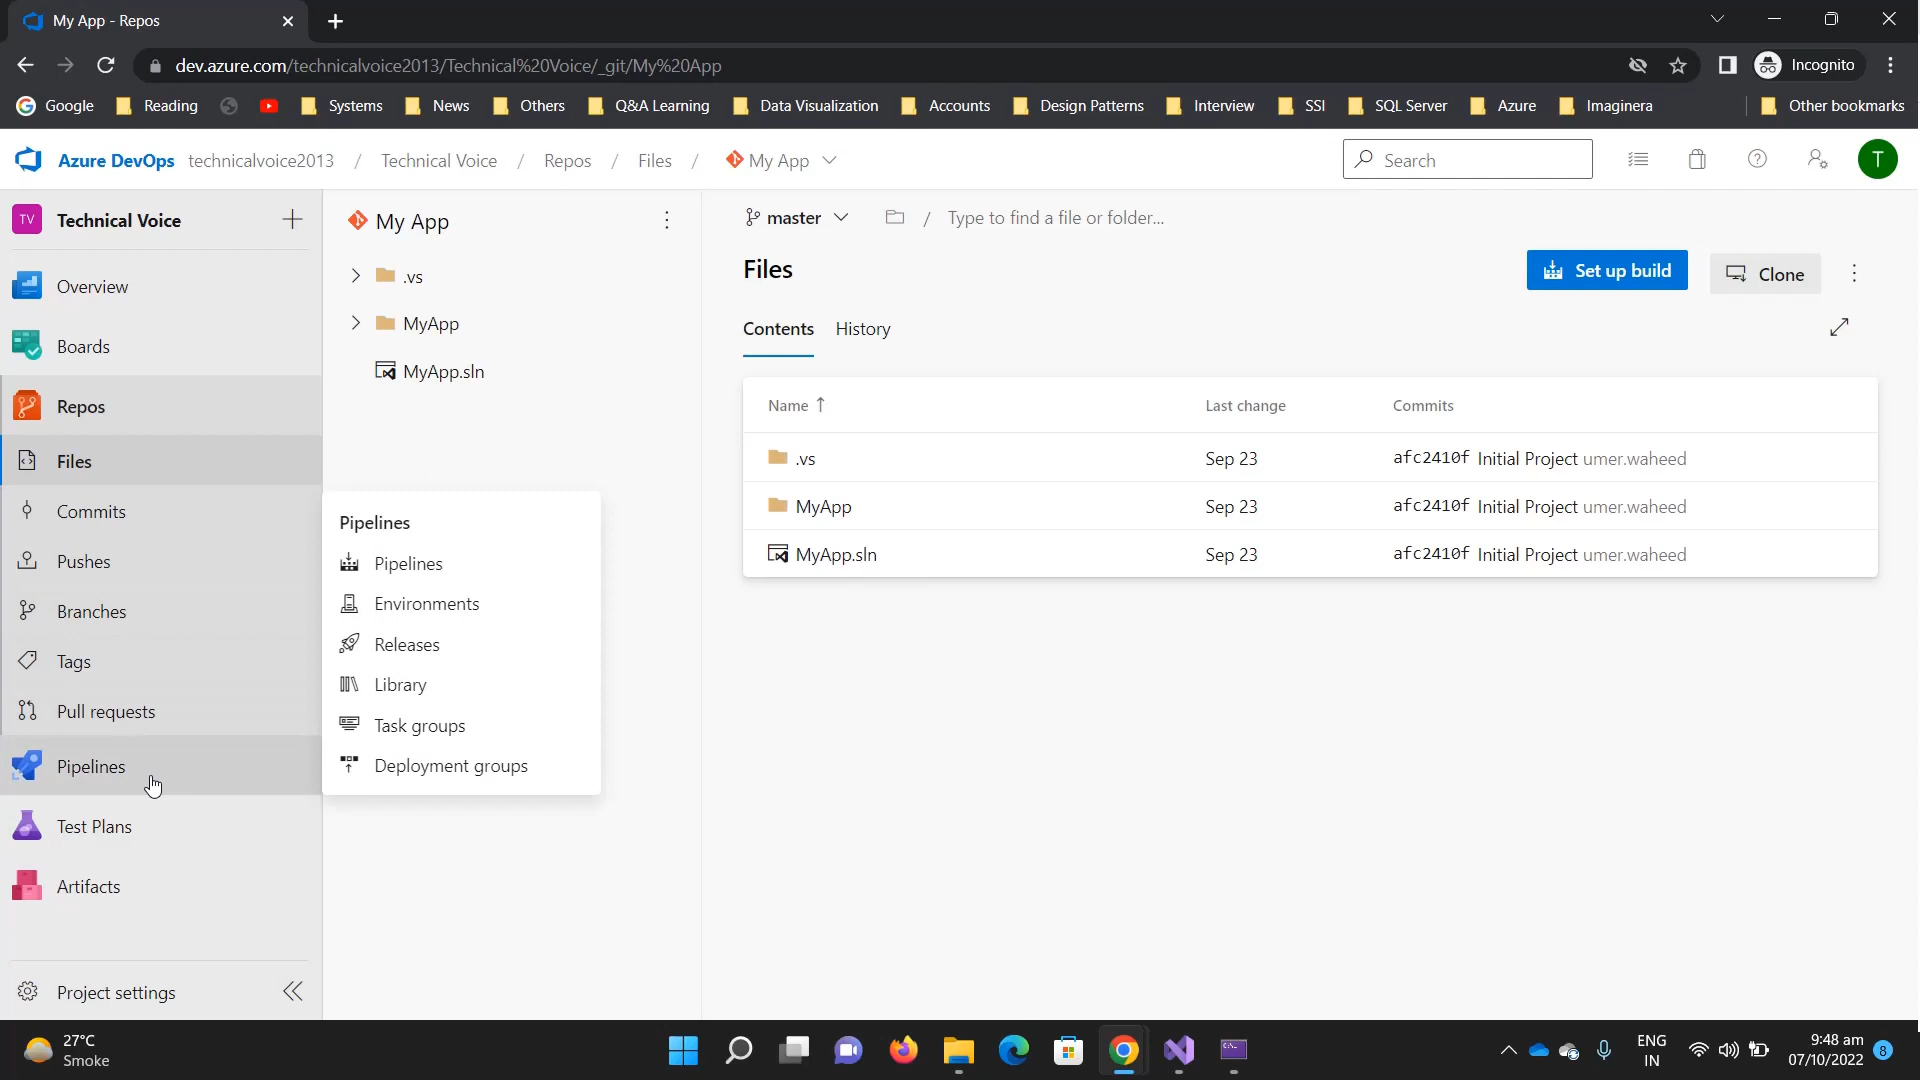 My App - Repos
dev.azure.com/technicalvoice2013/Technical%20Voice/_git/My%20App
Incognito
Google Reading Systems News Others Q&A Learning Data Visualization Accounts Design Patterns Interview SSI SQL Server Azure Imaginera Other bookmarks
Azure DevOps technicalvoice2013 / Technical Voice / Repos / Files / My App
Search
T
TV Technical Voice
Overview
Boards
Repos
Files
Commits
Pushes
Branches
Tags
Pull requests
Pipelines
Test Plans
Artifacts
Project settings
My App
.vs
MyApp
MyApp.sln
Pipelines
Pipelines
Environments
Releases
Library
Task groups
Deployment groups
master / Type to find a file or folder...
Files
Set up build
Clone
Contents History
Name Last change Commits
.vs Sep 23 afc2410f Initial Project umer.waheed
MyApp Sep 23 afc2410f Initial Project umer.waheed
MyApp.sln Sep 23 afc2410f Initial Project umer.waheed
27°C
Smoke
ENG
IN
9:48 am
07/10/2022
8